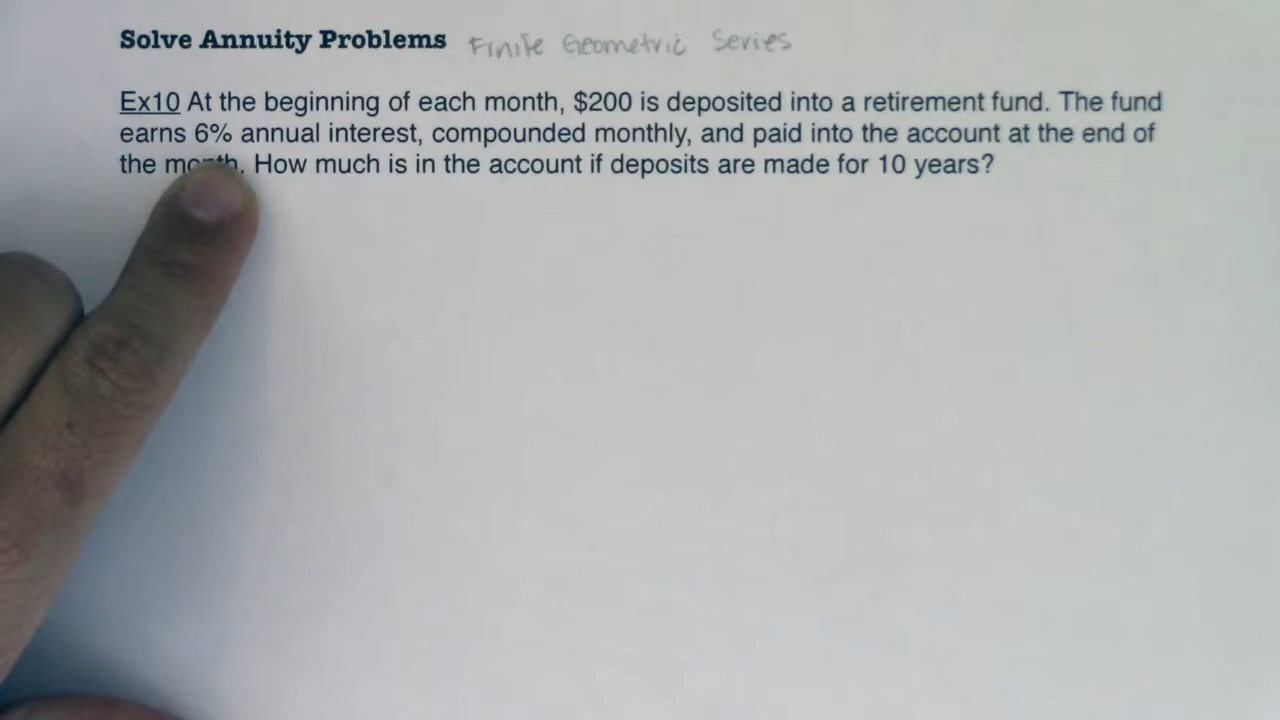 Solve Annuity Problems Finite Geometric Series
Ex10 At the beginning of each month, $200 is deposited into a retirement fund. The fund
earns 6% annual interest, compounded monthly, and paid into the account at the end of
the month. How much is in the account if deposits are made for 10 years?